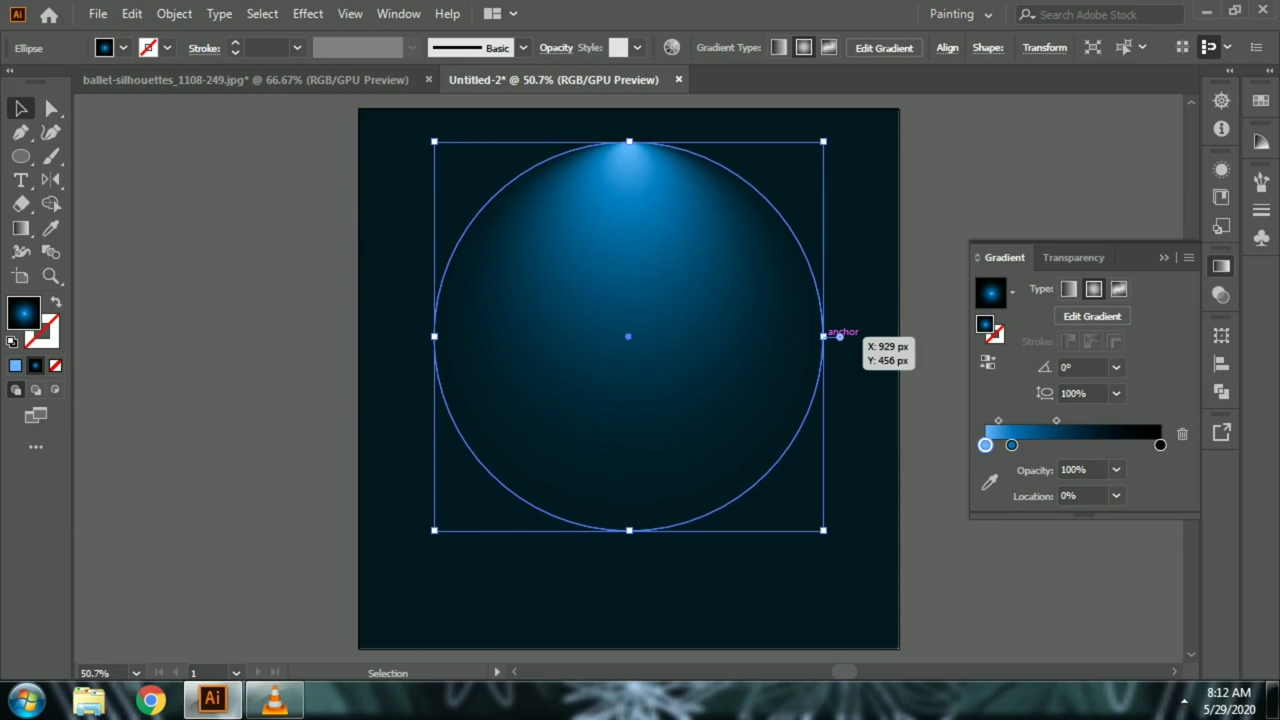 Ai
File Edit Object Type Select Effect View Window Help
Painting
Search Adobe Stock
Ellipse
Stroke:
Basic
Opacity Style:
Gradient Type:
Edit Gradient
Align
Shape:
Transform
ballet-silhouettes_1108-249.jpg* @ 66.67% (RGB/GPU Preview) ×
Untitled-2* @ 50.7% (RGB/GPU Preview) ×
anchor
X: 929 px
Y: 456 px
Gradient Transparency
Type:
Edit Gradient
Stroke:
0°
100%
Opacity: 100%
Location: 0%
50.7%
1
Selection
Ai
8:12 AM
5/29/2020